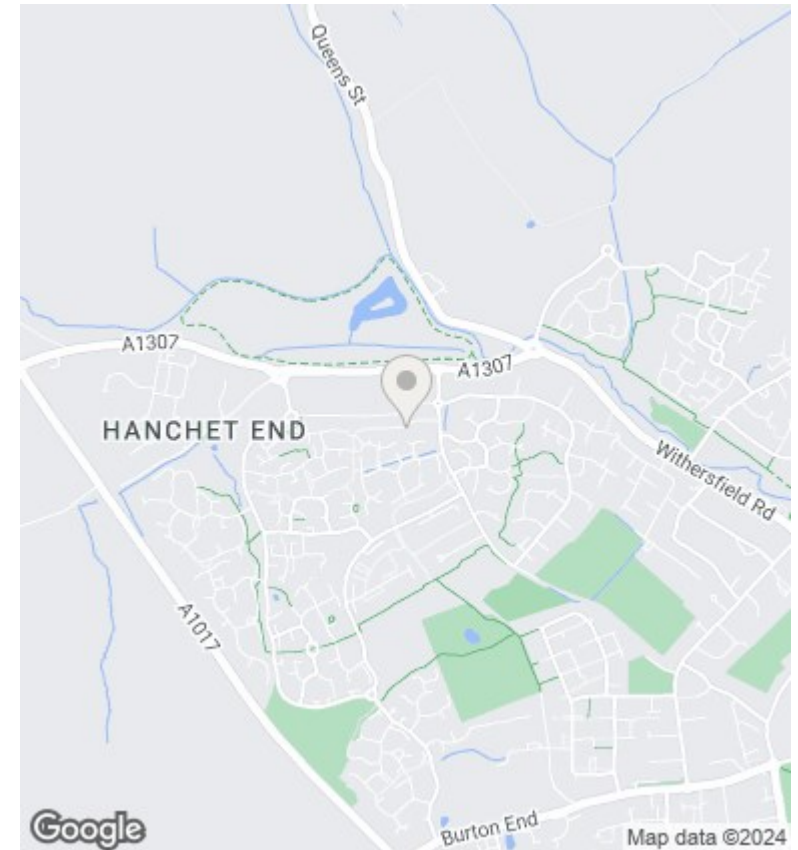 Queens St
A1307
A1307
HANCHET END
Withersfield Rd
A1017
Burton End
Google
Map data ©2024